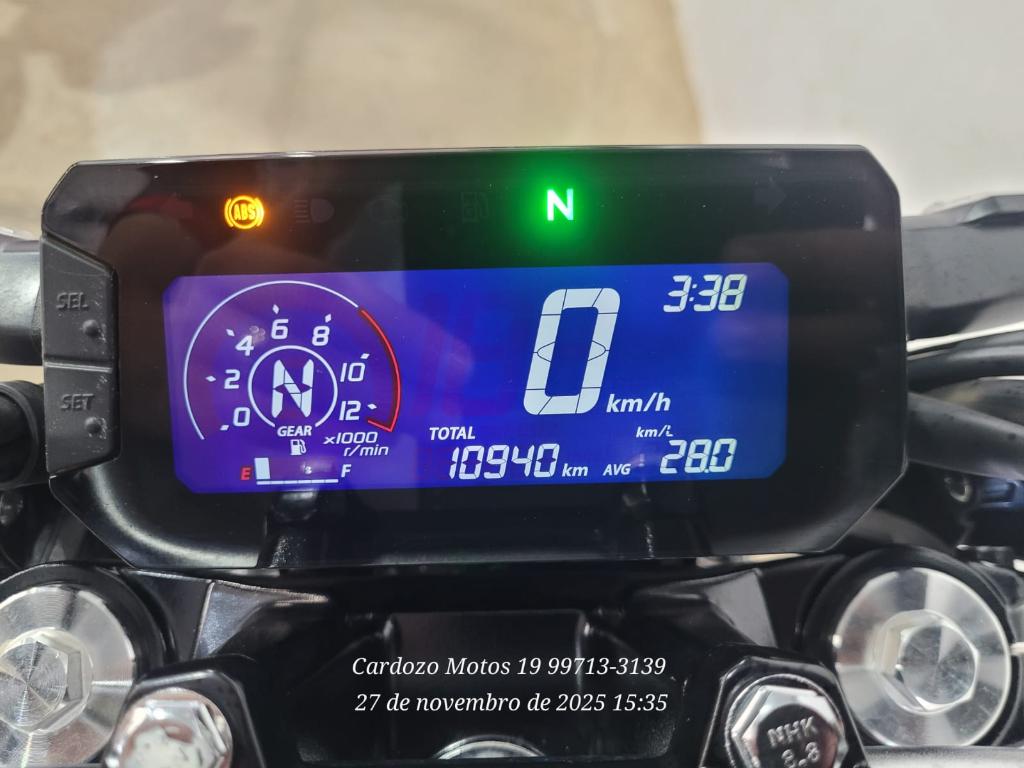 ABS
N
SEL
SET
3:38
0 km/h
0 2 4 6 8 10 12
N
GEAR
x1000
r/min
E F
TOTAL
10940 km
km/L
AVG 28.0
Cardozo Motos 19 99713-3139
27 de novembro de 2025 15:35
NHK
8.8